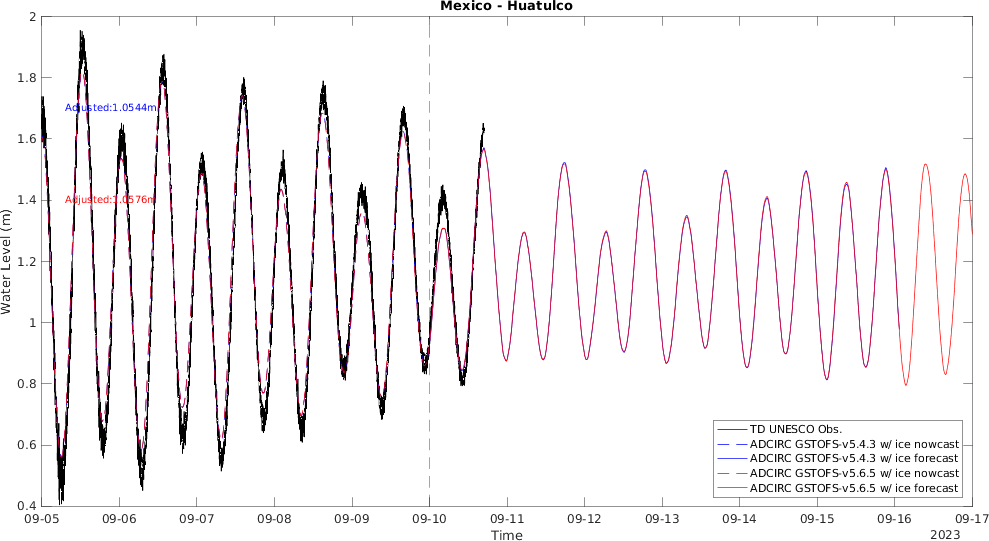 Mexico - Huatulco
2
1.8
1.6
1.4
1.2
1
0.8
0.6
0.4
Water Level (m)
Adjusted:1.0544m
Adjusted:1.0576m
TD UNESCO Obs.
ADCIRC GSTOFS-v5.4.3 w/ ice nowcast
ADCIRC GSTOFS-v5.4.3 w/ ice forecast
ADCIRC GSTOFS-v5.6.5 w/ ice nowcast
ADCIRC GSTOFS-v5.6.5 w/ ice forecast
09-05 09-06 09-07 09-08 09-09 09-10 09-11 09-12 09-13 09-14 09-15 09-16 09-17
Time
2023